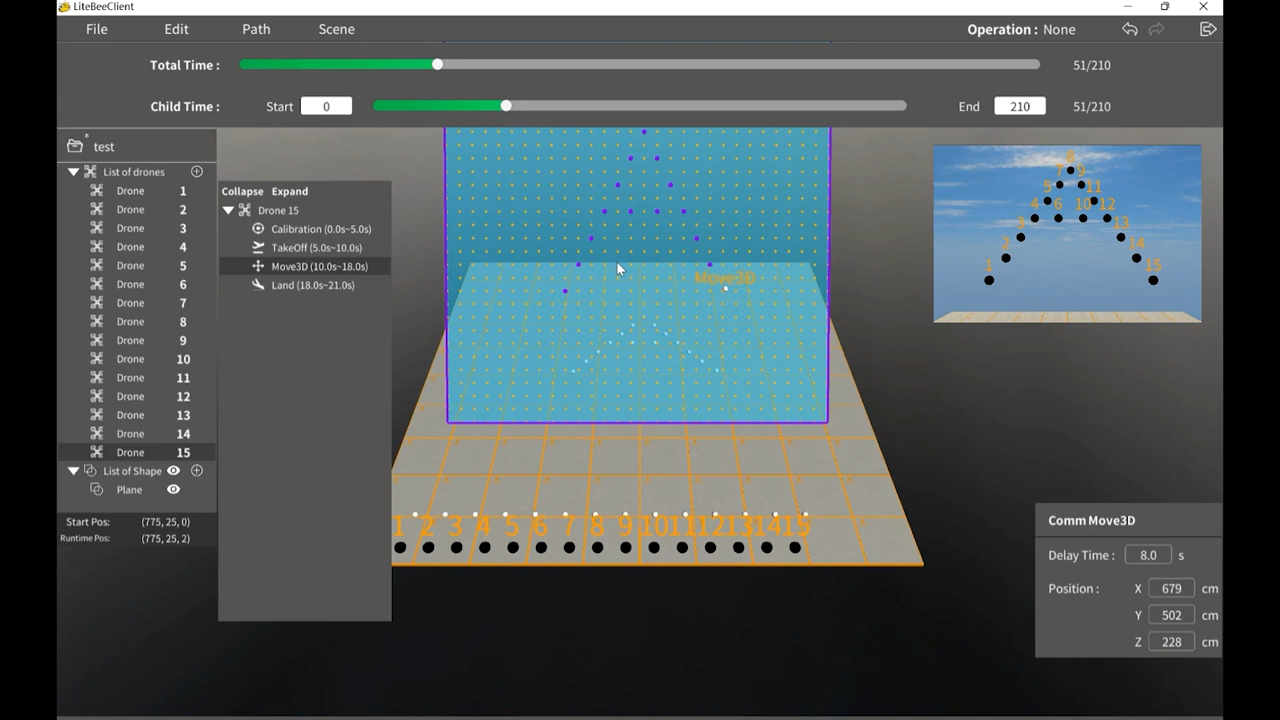 LiteBeeClient
File Edit Path Scene Operation : None
Total Time : 51/210
Child Time : Start 0 End 210 51/210
* test
List of drones
Drone 1
Drone 2
Drone 3
Drone 4
Drone 5
Drone 6
Drone 7
Drone 8
Drone 9
Drone 10
Drone 11
Drone 12
Drone 13
Drone 14
Drone 15
List of Shape
Plane
Start Pos: (775, 25, 0)
Runtime Pos: (775, 25, 2)
Collapse Expand
Drone 15
Calibration (0.0s~5.0s)
TakeOff (5.0s~10.0s)
Move3D (10.0s~18.0s)
Land (18.0s~21.0s)
Move3D
1 2 3 4 5 6 7 8 9 10 11 12 13 14 15
8
7 9
5 11
4 6 10 12
3 13
2 14
1 15
Comm Move3D
Delay Time : 8.0 s
Position : X 679 cm
Y 502 cm
Z 228 cm